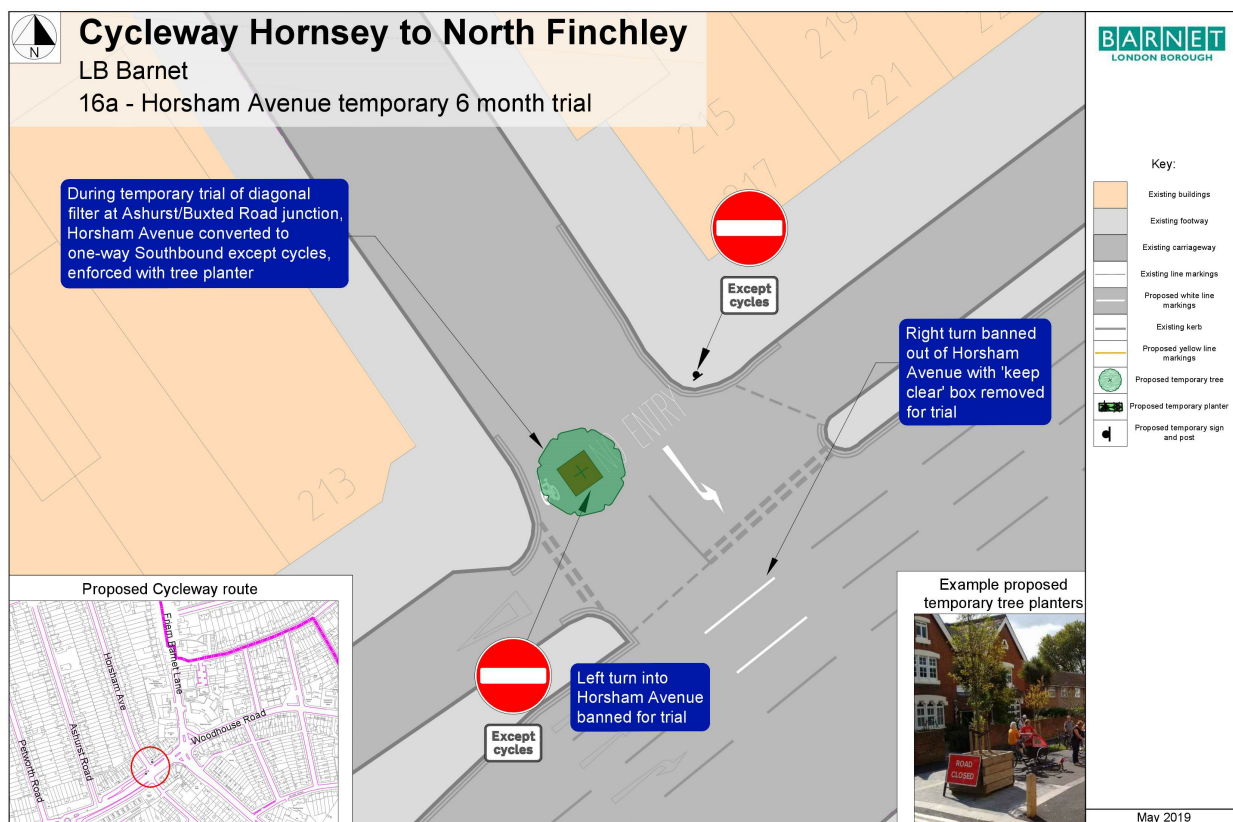 Cycleway Hornsey to North Finchley
LB Barnet
16a - Horsham Avenue temporary 6 month trial
N
BARNET
LONDON BOROUGH
During temporary trial of diagonal
filter at Ashurst/Buxted Road junction,
Horsham Avenue converted to
one-way Southbound except cycles,
enforced with tree planter
213
215
217
219
221
Except
cycles
Right turn banned
out of Horsham
Avenue with 'keep
clear' box removed
for trial
NO ENTRY
Except
cycles
Left turn into
Horsham Avenue
banned for trial
Key:
Existing buildings
Existing footway
Existing carriageway
Existing line markings
Proposed white line
markings
Existing kerb
Proposed yellow line
markings
Proposed temporary tree
Proposed temporary planter
Proposed temporary sign
and post
Proposed Cycleway route
Friern Barnet Lane
Horsham Ave
Ashurst Road
Petworth Road
Woodhouse Road
Example proposed
temporary tree planters
ROAD
CLOSED
May 2019